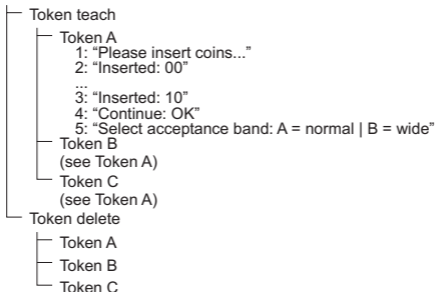 Token teach
Token A
1: “Please insert coins...”
2: “Inserted: 00”
...
3: “Inserted: 10”
4: “Continue: OK”
5: “Select acceptance band: A = normal | B = wide”
Token B
(see Token A)
Token C
(see Token A)
Token delete
Token A
Token B
Token C